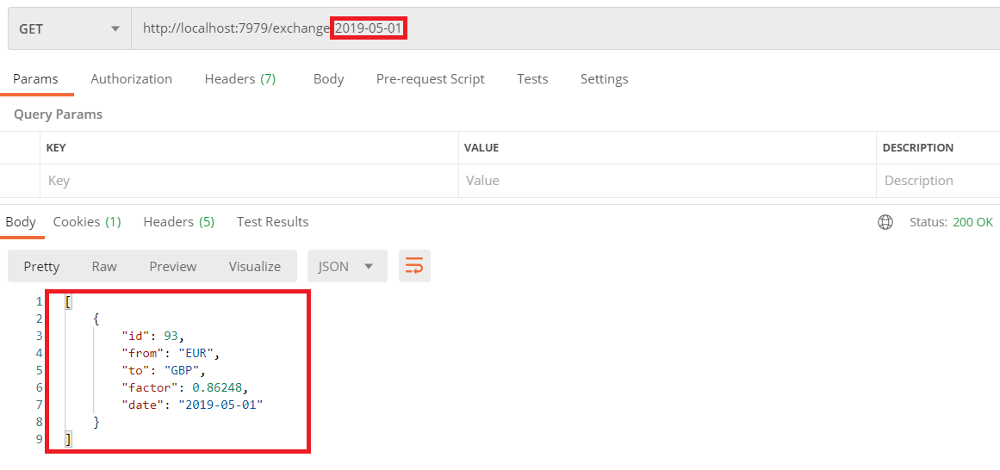 GET http://localhost:7979/exchange/2019-05-01
Params Authorization Headers (7) Body Pre-request Script Tests Settings
Query Params
KEY VALUE DESCRIPTION
Key Value Description
Body Cookies (1) Headers (5) Test Results Status: 200 OK
Pretty Raw Preview Visualize JSON
1 [
2 {
3 "id": 93,
4 "from": "EUR",
5 "to": "GBP",
6 "factor": 0.86248,
7 "date": "2019-05-01"
8 }
9 ]